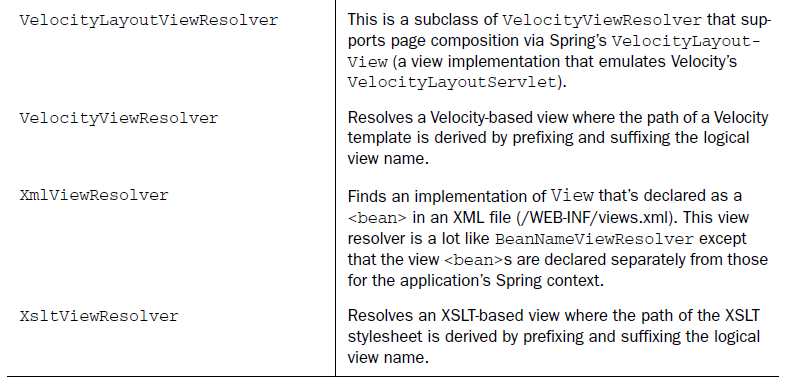 VelocityLayoutViewResolver
This is a subclass of VelocityViewResolver that sup-
ports page composition via Spring's VelocityLayout-
View (a view implementation that emulates Velocity's
VelocityLayoutServlet).
VelocityViewResolver
Resolves a Velocity-based view where the path of a Velocity
template is derived by prefixing and suffixing the logical
view name.
XmlViewResolver
Finds an implementation of View that's declared as a
<bean> in an XML file (/WEB-INF/views.xml). This view
resolver is a lot like BeanNameViewResolver except
that the view <bean>s are declared separately from those
for the application's Spring context.
XsltViewResolver
Resolves an XSLT-based view where the path of the XSLT
stylesheet is derived by prefixing and suffixing the logical
view name.